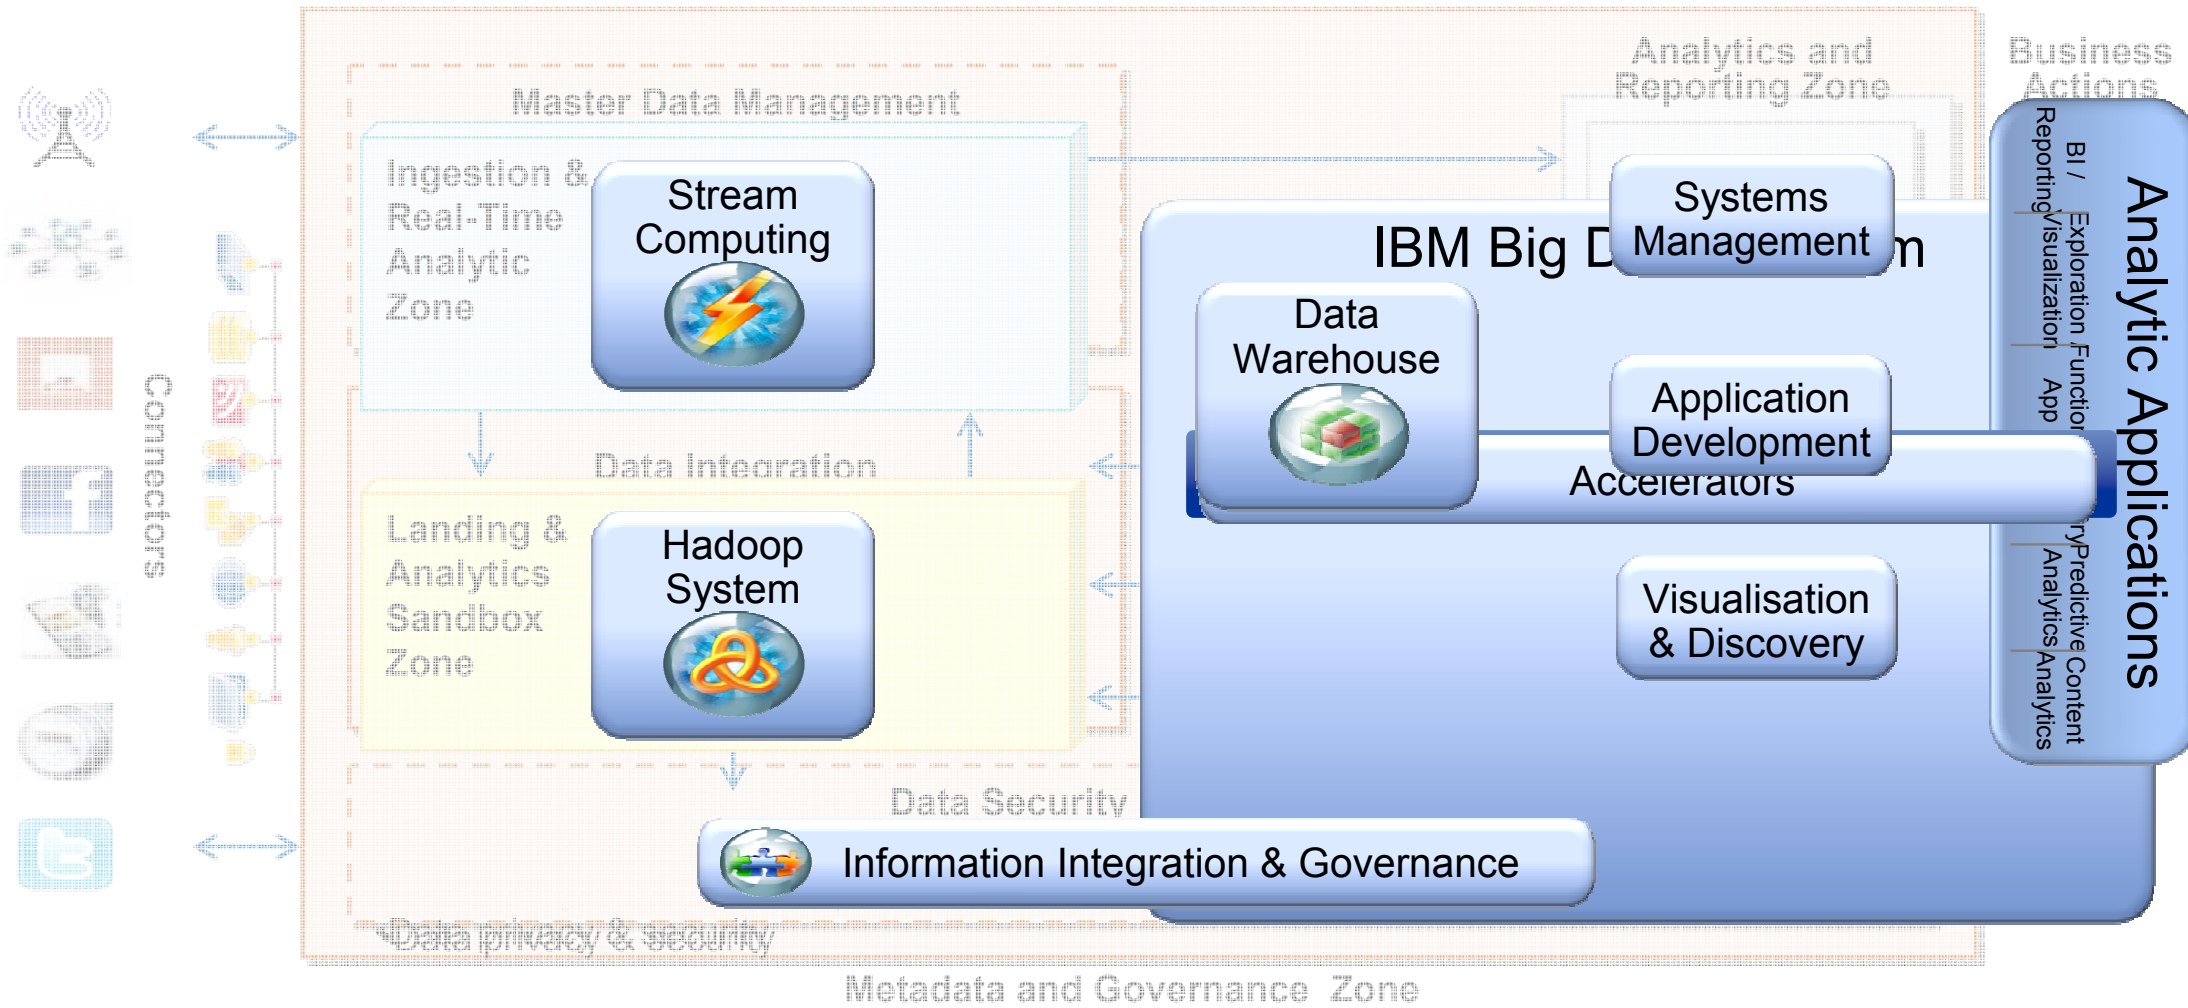 Analytics and
Reporting Zone
Business
Actions
Master Data Management
Ingestion &
Real-Time
Analytic
Zone
Stream
Computing
Systems
Management
IBM Big
Data
Warehouse
Application
Development
Accelerators
Connectors
Data Integration
Landing &
Analytics
Sandbox
Zone
Hadoop
System
Visualisation
& Discovery
BI /
Reporting
Exploration /
Visualization
App
Predictive
Analytics
Content
Analytics
Analytic Applications
Data Security
Information Integration & Governance
Data privacy & security
Metadata and Governance Zone